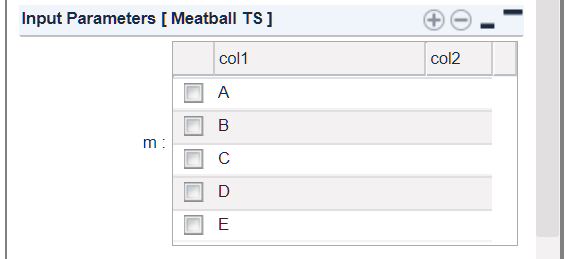 Input Parameters [ Meatball TS ]
col1 col2
A
B
m :
C
D
E